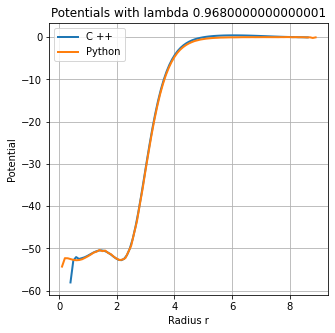 Potentials with lambda 0.9680000000000001
C ++
Python
Potential
0
−10
−20
−30
−40
−50
−60
0 2 4 6 8
Radius r